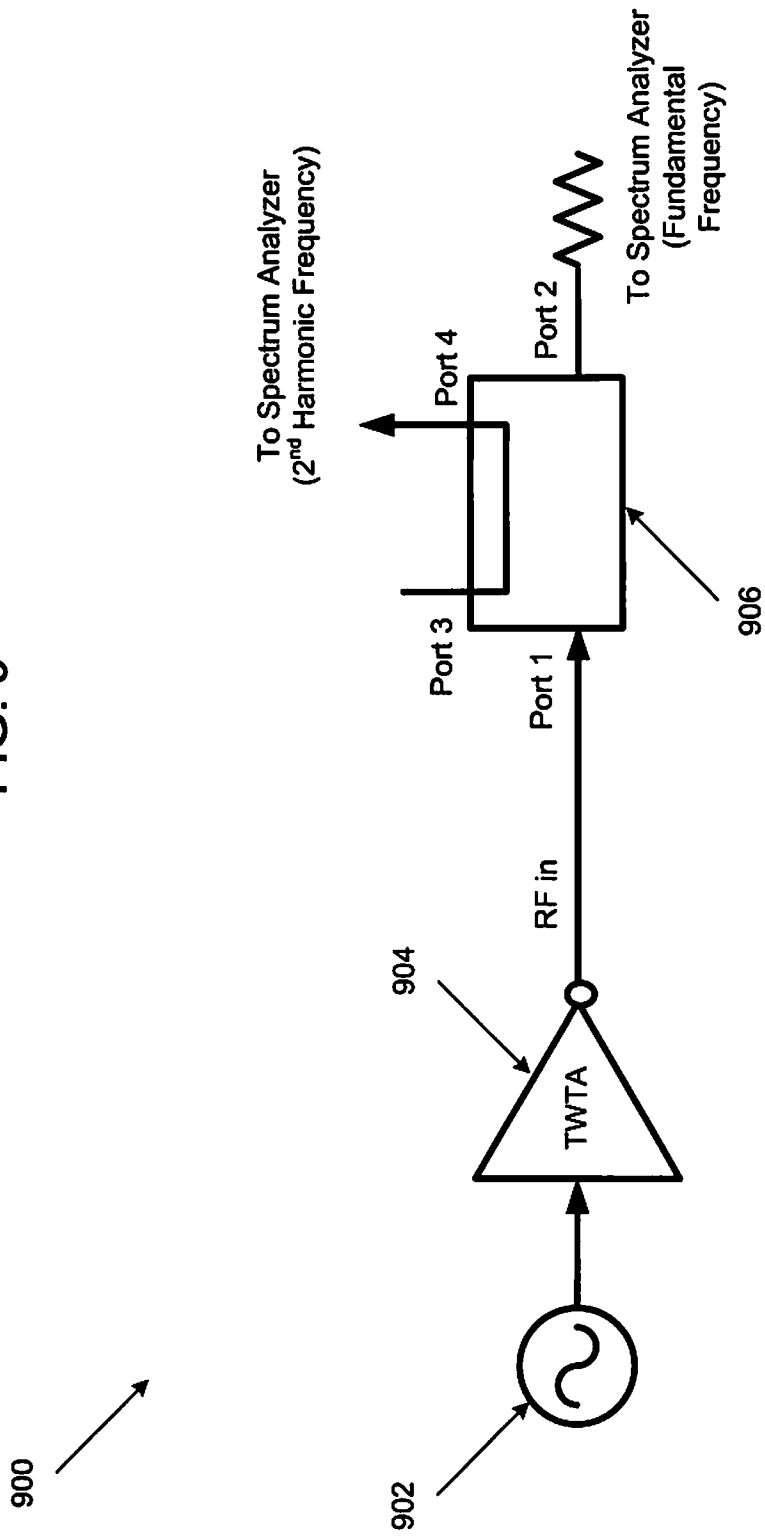 FIG.
900
To Spectrum Analyzer
(2nd Harmonic Frequency)
902
904
TWTA
RF in
Port 3
Port 4
Port 1
Port 2
906
To Spectrum Analyzer
(Fundamental
Frequency)